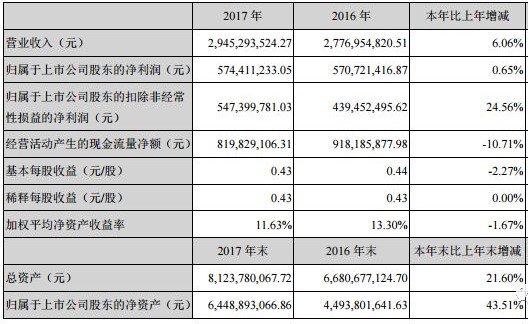 2017 年 2016 年 本年比上年增减
营业收入（元） 2,945,293,524.27 2,776,954,820.51 6.06%
归属于上市公司股东的净利润（元） 574,411,233.05 570,721,416.87 0.65%
归属于上市公司股东的扣除非经常
性损益的净利润（元） 547,399,781.03 439,452,495.62 24.56%
经营活动产生的现金流量净额（元） 819,829,106.31 918,185,877.98 -10.71%
基本每股收益（元/股） 0.43 0.44 -2.27%
稀释每股收益（元/股） 0.43 0.43 0.00%
加权平均净资产收益率 11.63% 13.30% -1.67%
2017 年末 2016 年末 本年末比上年末增减
总资产（元） 8,123,780,067.72 6,680,677,124.70 21.60%
归属于上市公司股东的净资产（元） 6,448,893,066.86 4,493,801,641.63 43.51%